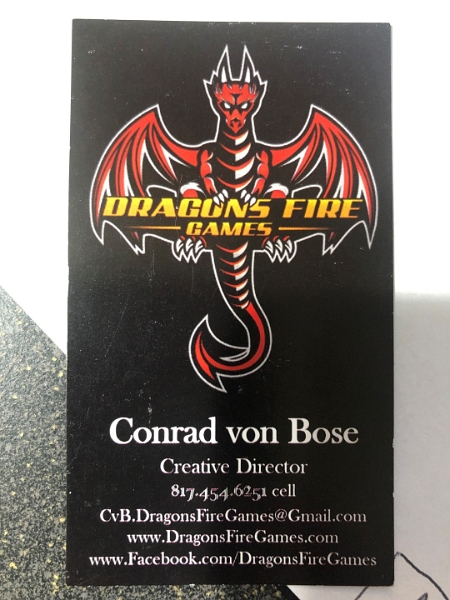 DRAGONS FIRE
GAMES
Conrad von Bose
Creative Director
817.454.6251 cell
CvB.DragonsFireGames@Gmail.com
www.DragonsFireGames.com
www.Facebook.com/DragonsFireGames